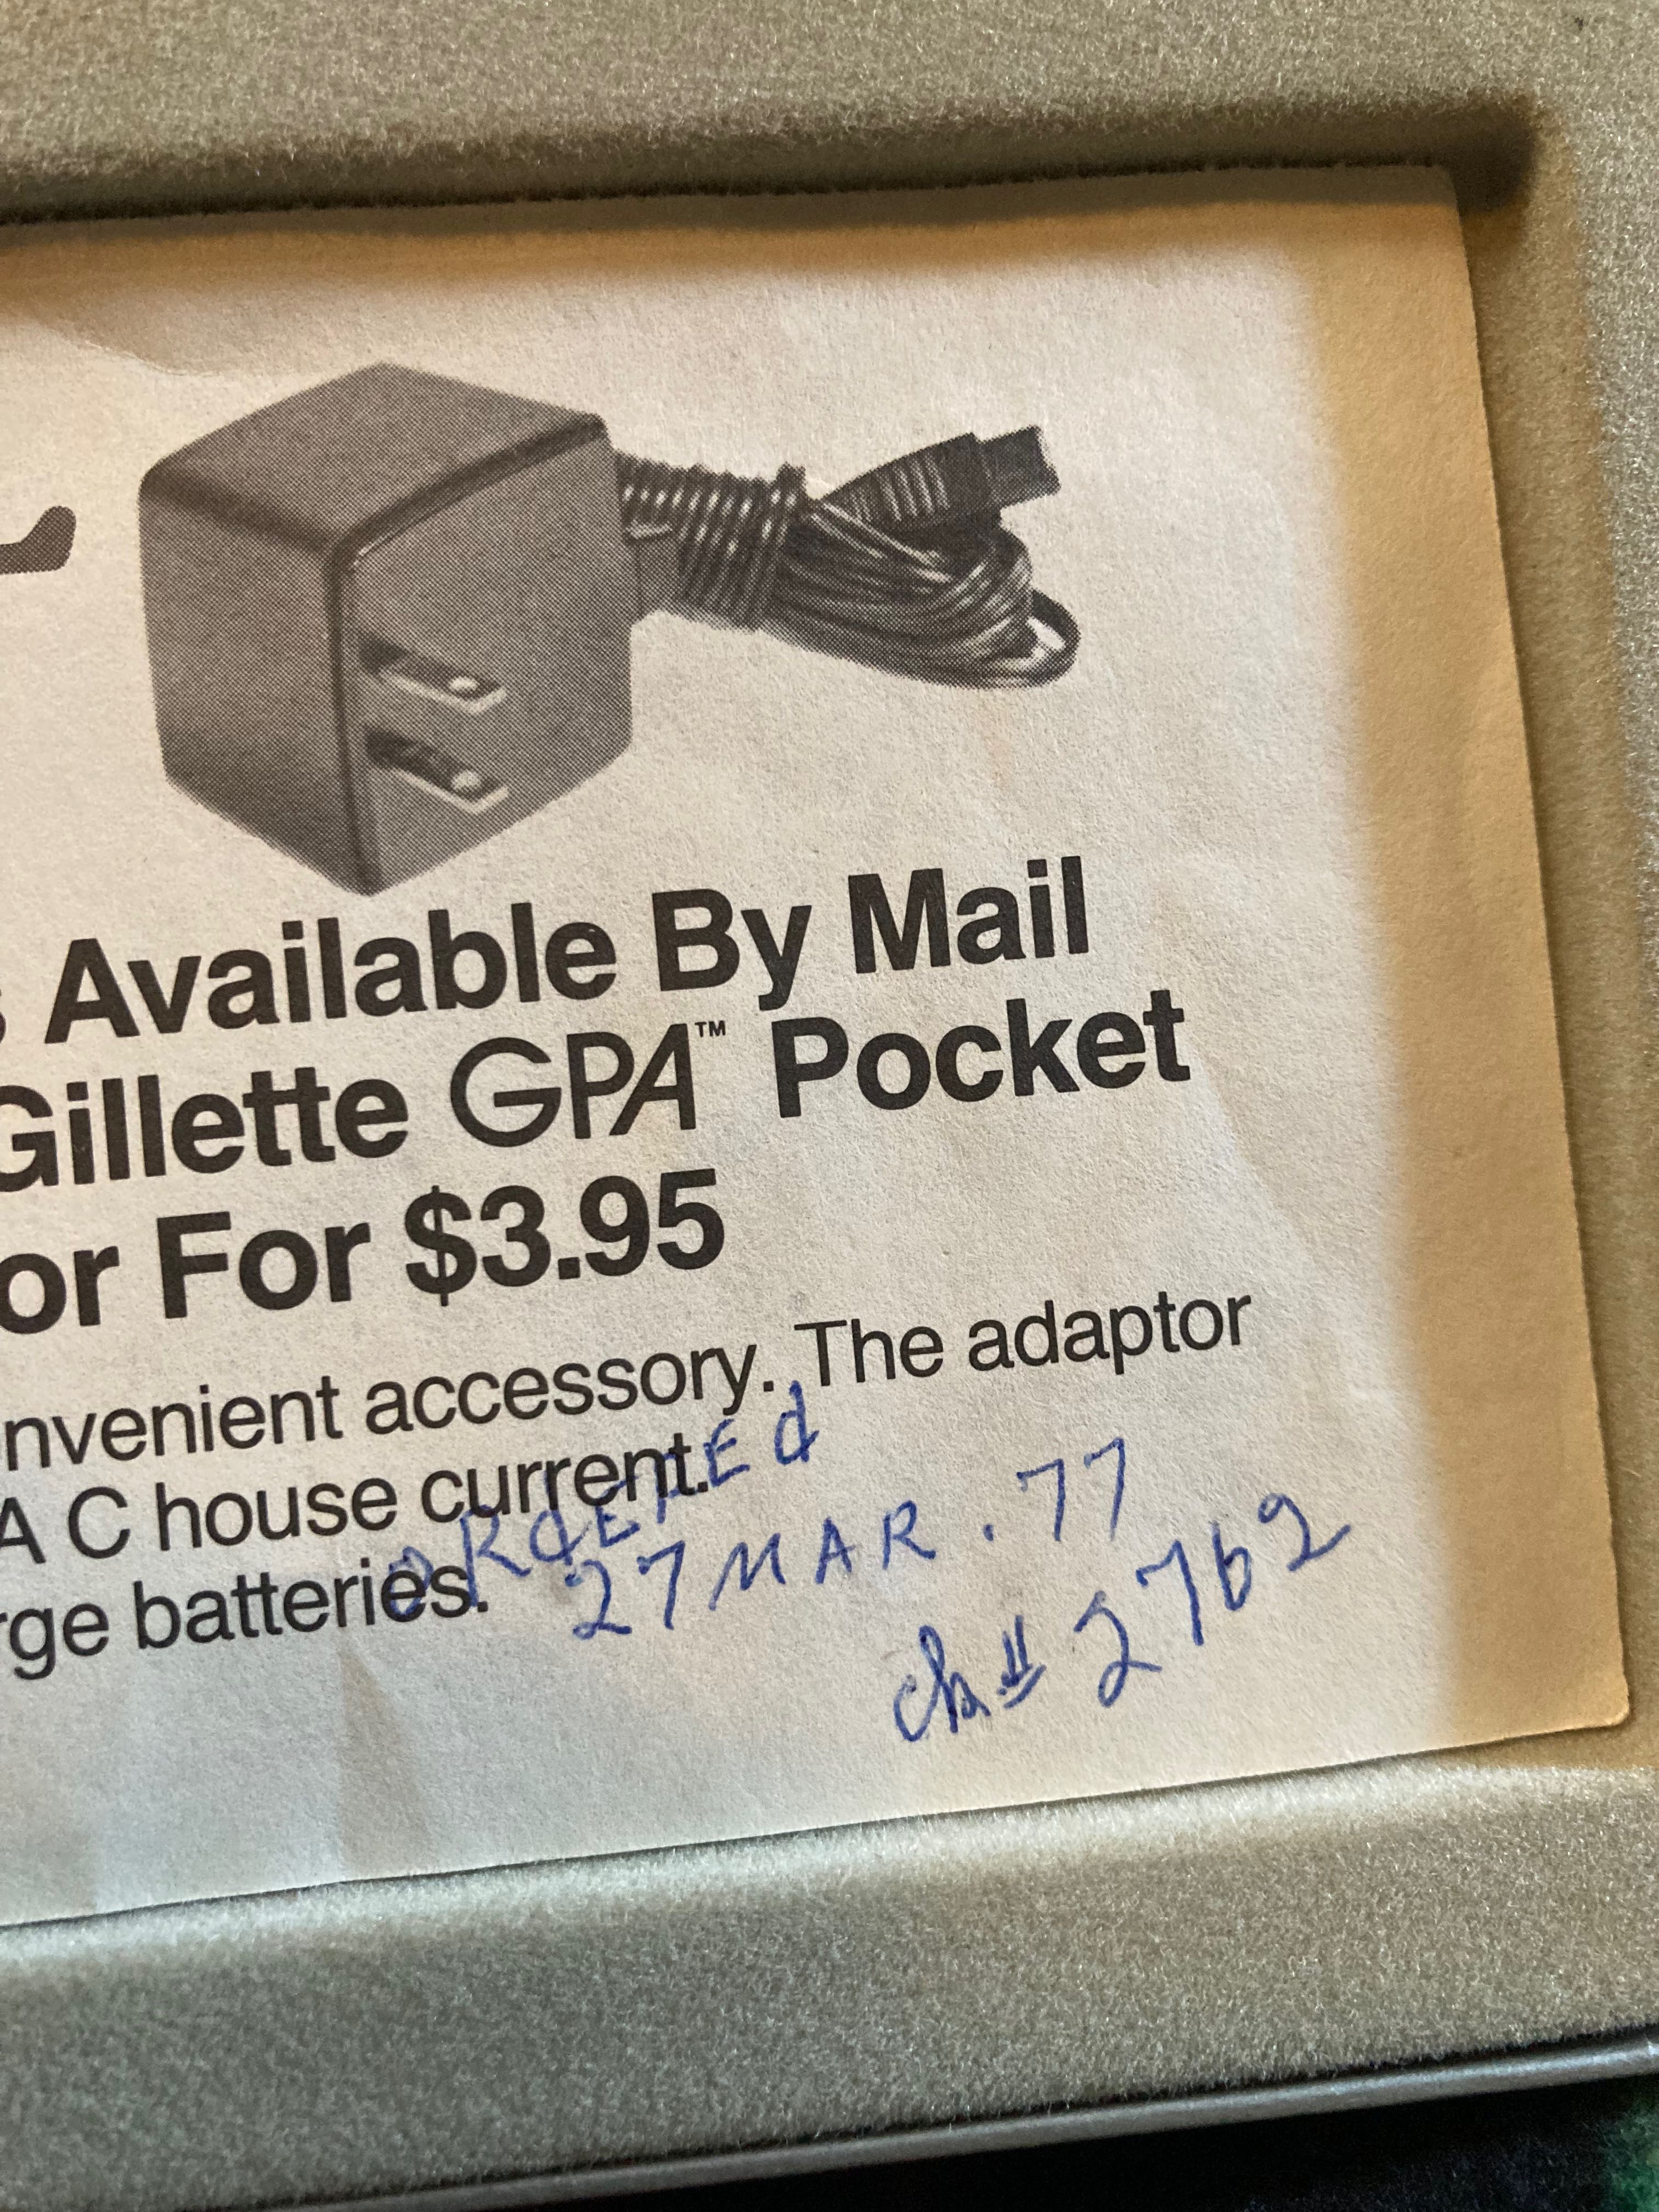 Available By Mail
Gillette GPA™ Pocket
or For $3.95
nvenient accessory. The adaptor
A C house current.
rge batteries.
ORdEREd
27 MAR. 77
ck # 2762